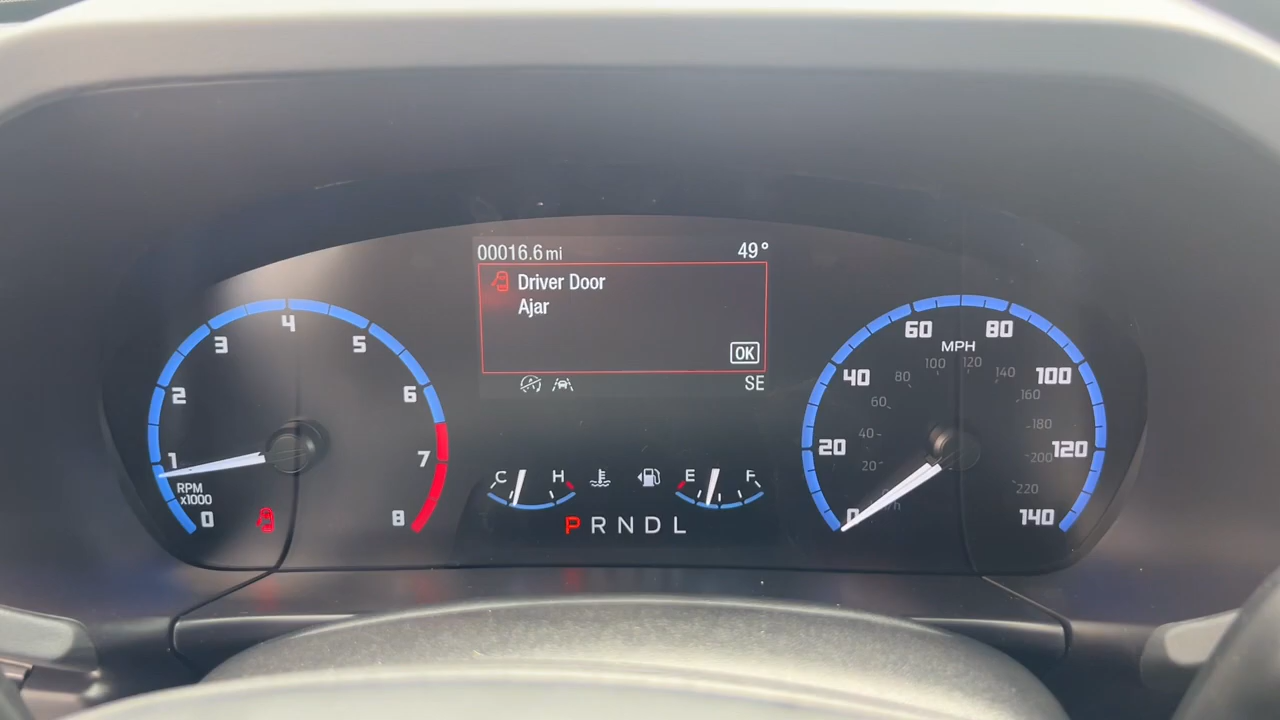 00016.6 mi 49°
Driver Door
Ajar
OK
SE
0 1 2 3 4 5 6 7 8
RPM
x1000
C H E F
P R N D L
0 20 40 60 80 100 120 140
MPH
20 40 60 80 100 120 140 160 180 200 220